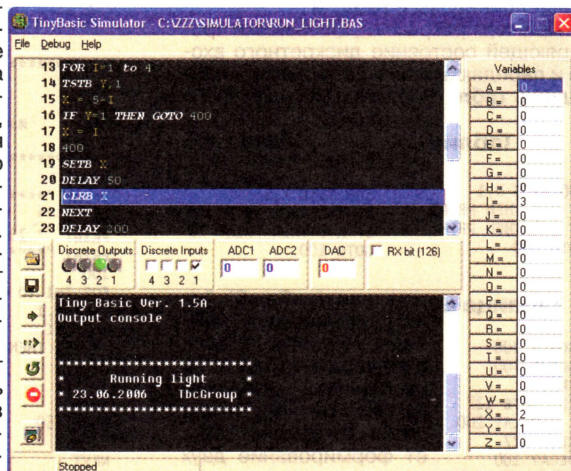 TinyBasic Simulator - C:\ZZZ\SIMULATOR\RUN_LIGHT.BAS
File Debug Help
13 FOR I=1 to 4
14 TSTB Y,1
15 X = 5-I
16 IF Y=1 THEN GOTO 400
17 X = I
18 400
19 SETB X
20 DELAY 50
21 CLRB X
22 NEXT
23 DELAY 200
Variables
A = 0
B = 0
C = 0
D = 0
E = 0
F = 0
G = 0
H = 0
I = 3
J = 0
K = 0
L = 0
M = 0
N = 0
O = 0
P = 0
Q = 0
R = 0
S = 0
T = 0
U = 0
V = 0
W = 0
X = 2
Y = 1
Z = 0
Discrete Outputs Discrete Inputs ADC1 ADC2 DAC RX bit (126)
0 0 0
4 3 2 1 4 3 2 1
Tiny-Basic Ver. 1.5A
Output console
***************************
* Running light *
* 23.06.2006 TbcGroup *
***************************
Stopped